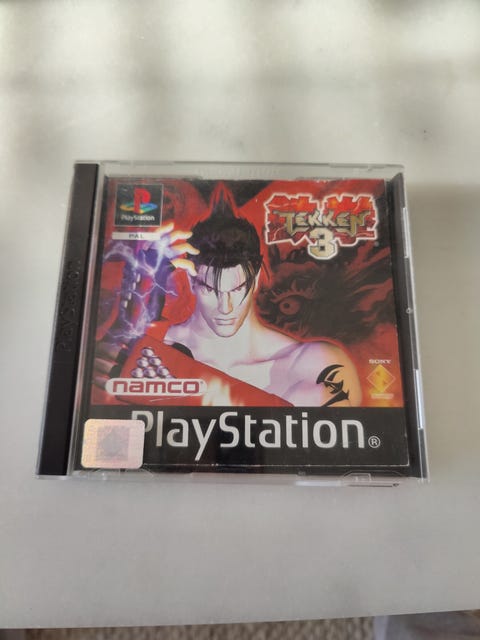 PlayStation
PAL
TEKKEN
3
SONY
namco®
PlayStation®
PlayStation